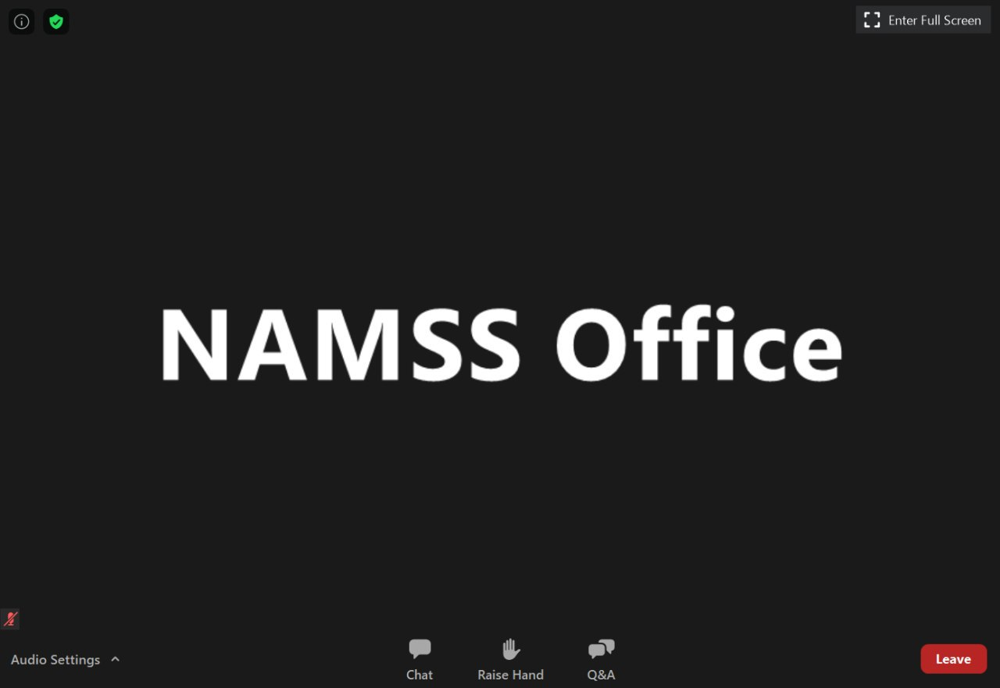 Enter Full Screen
NAMSS Office
Audio Settings
Chat
Raise Hand
Q&A
Leave